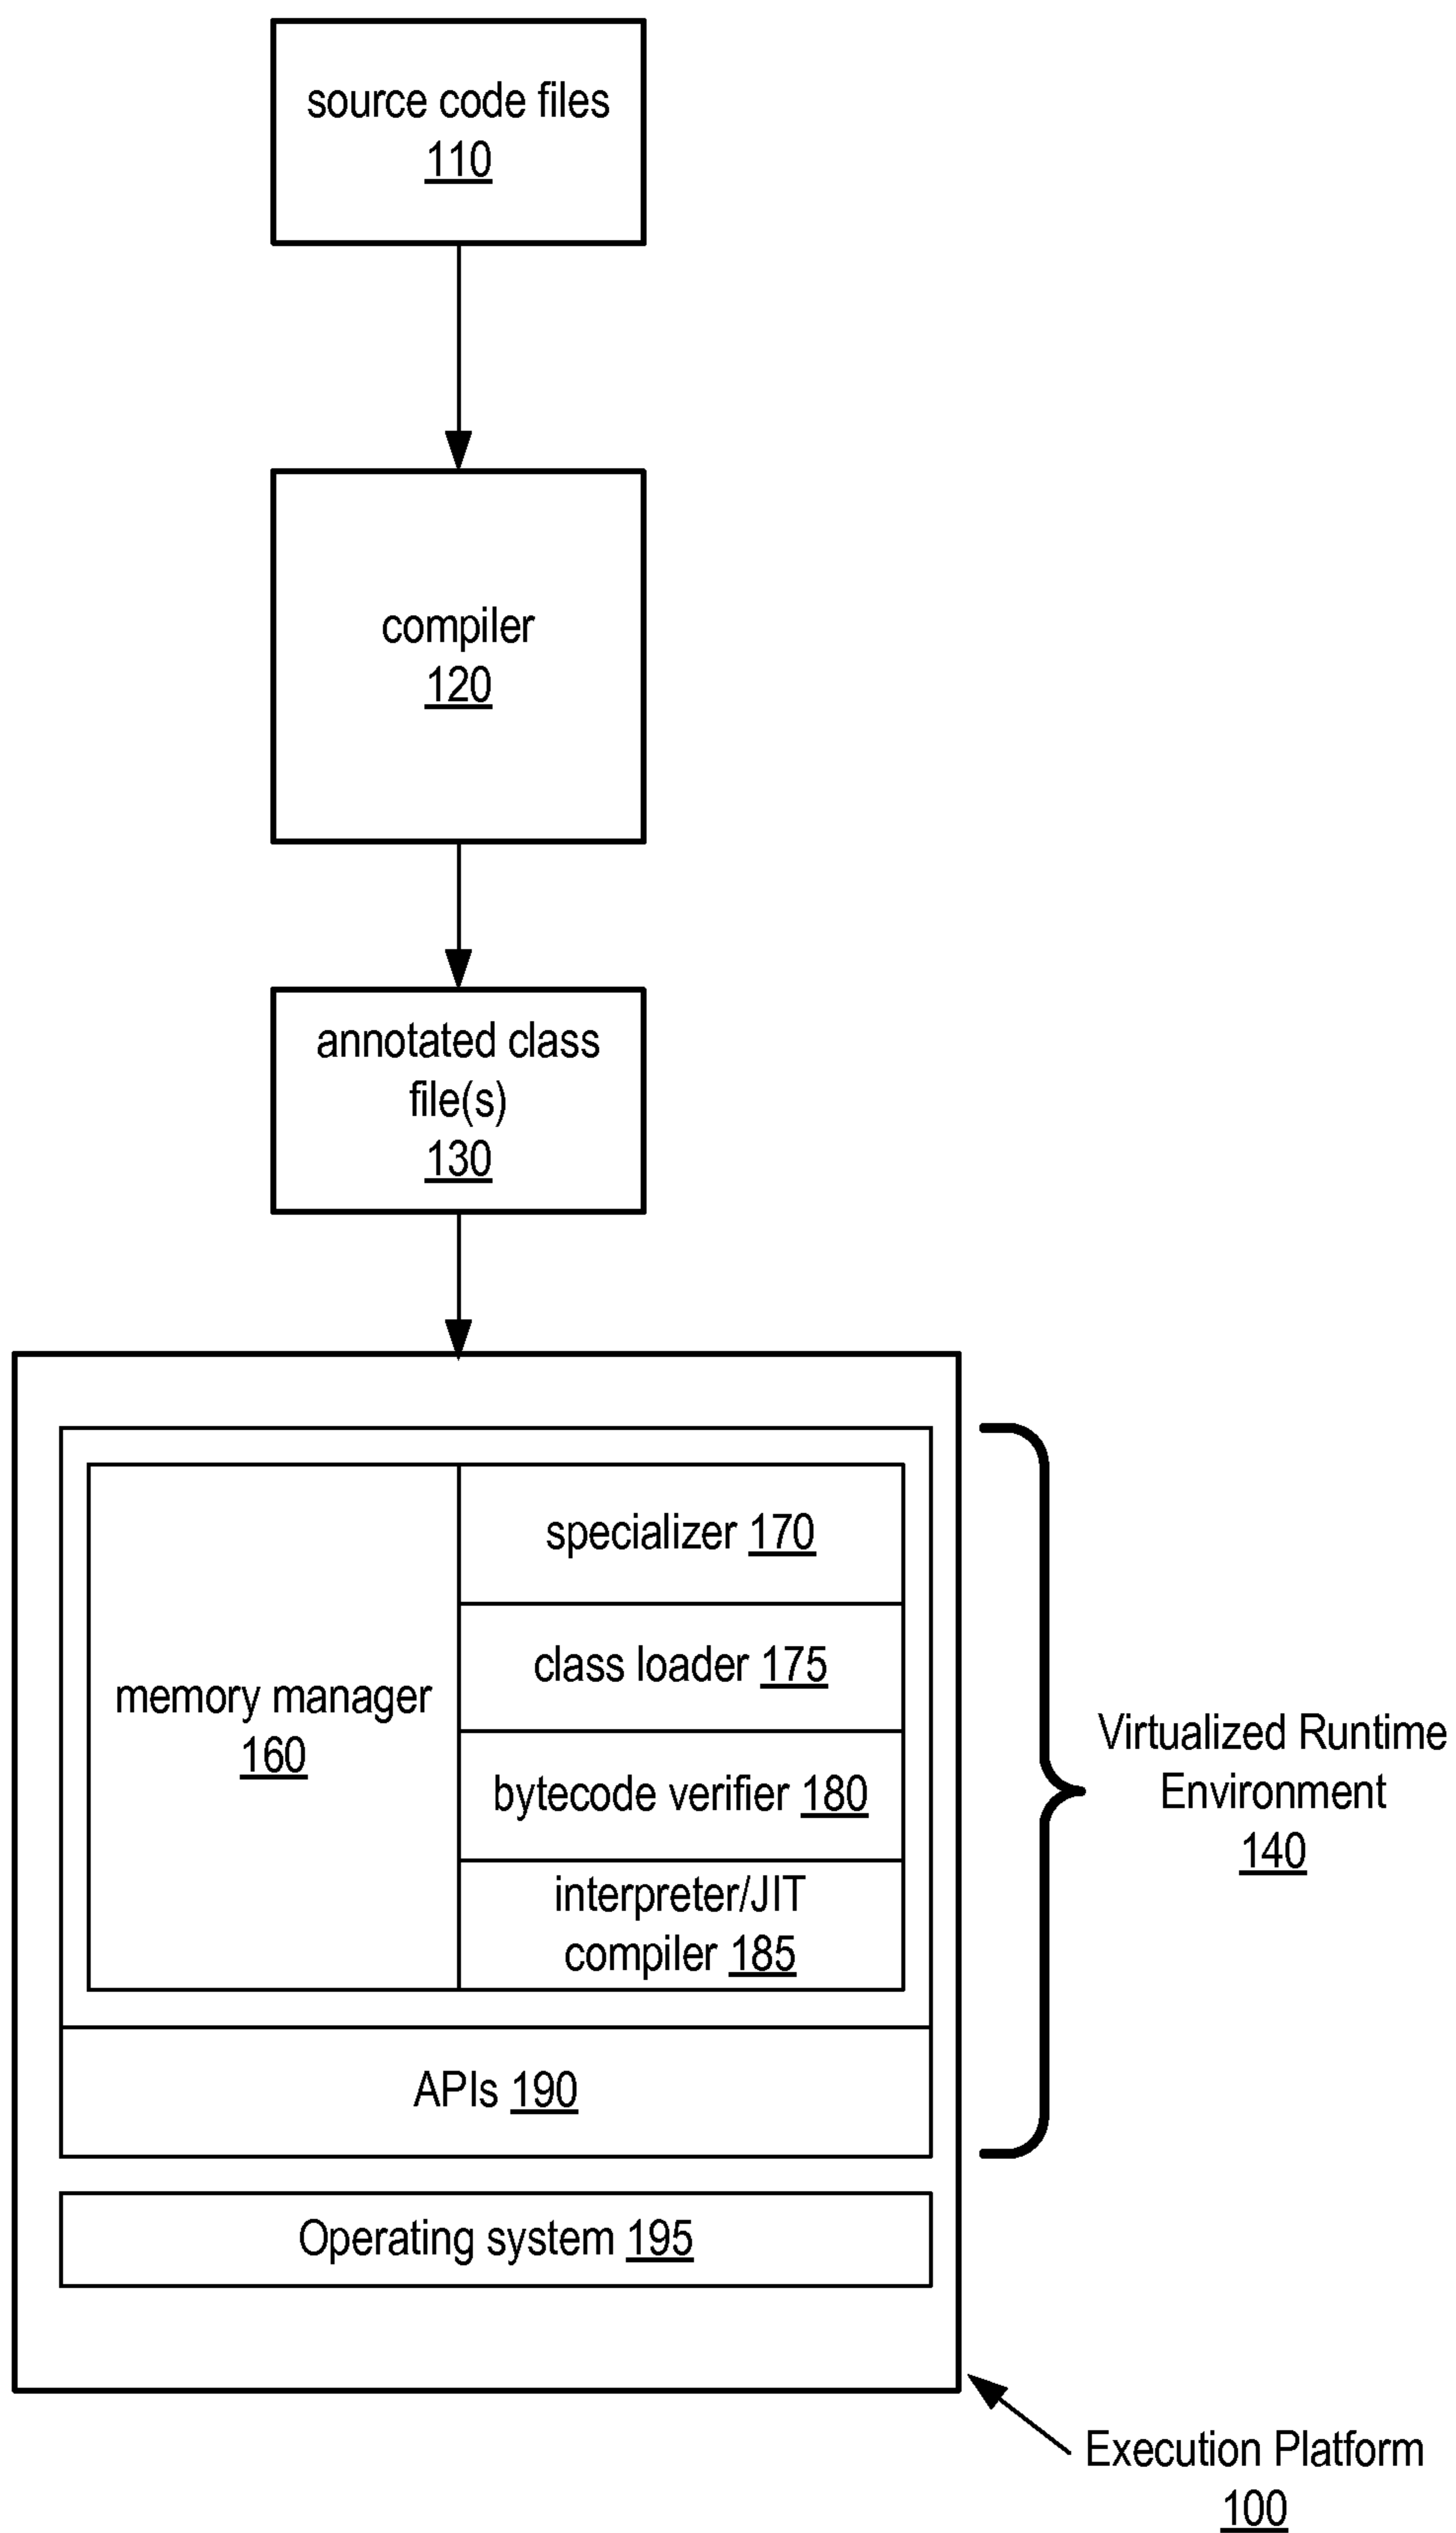 source code files
110
compiler
120
annotated class
file(s)
130
memory manager
160
specializer 170
class loader 175
bytecode verifier 180
interpreter/JIT
compiler 185
APIs 190
Operating system 195
Virtualized Runtime
Environment
140
Execution Platform
100